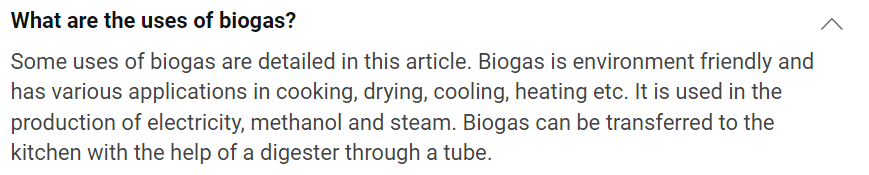 What are the uses of biogas?
Some uses of biogas are detailed in this article. Biogas is environment friendly and
has various applications in cooking, drying, cooling, heating etc. It is used in the
production of electricity, methanol and steam. Biogas can be transferred to the
kitchen with the help of a digester through a tube.